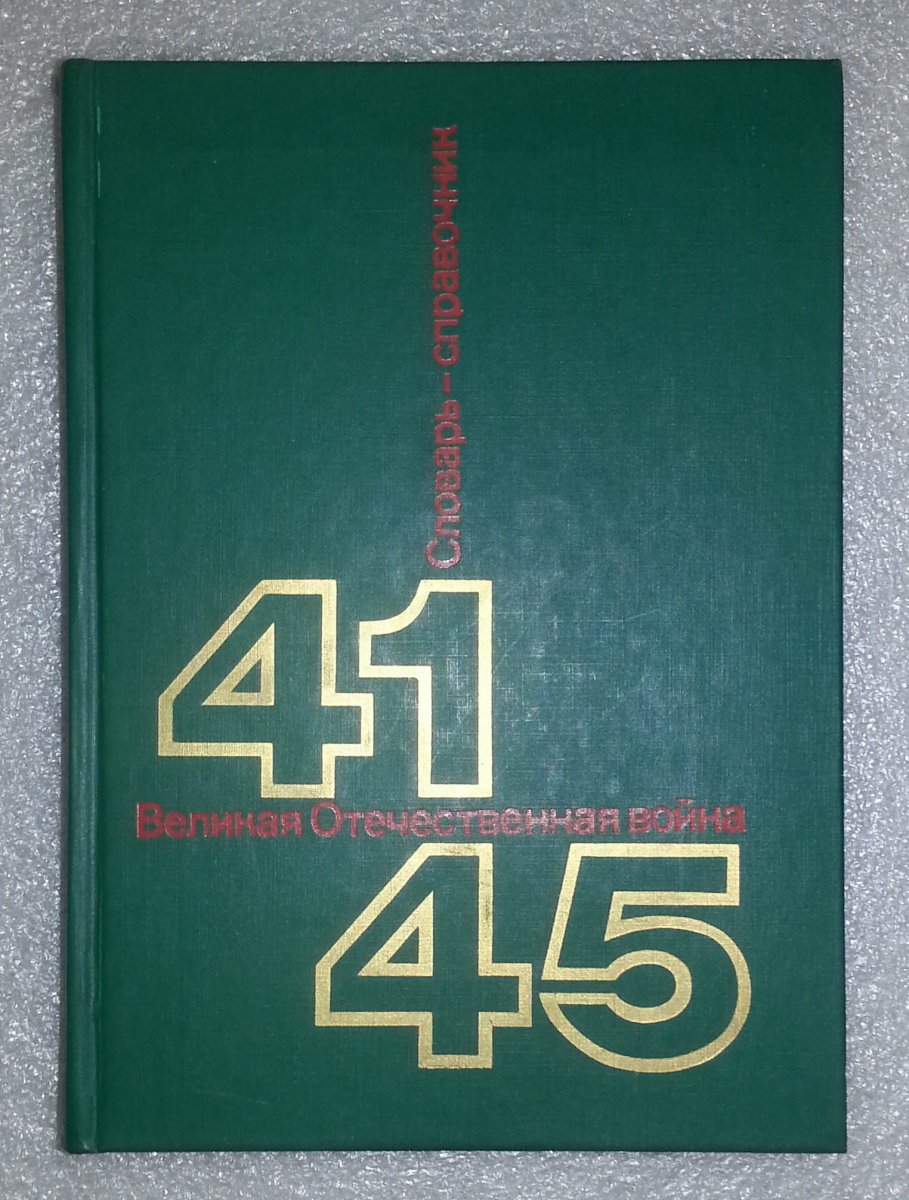 Словарь-справочник
41
Великая Отечественная война
45